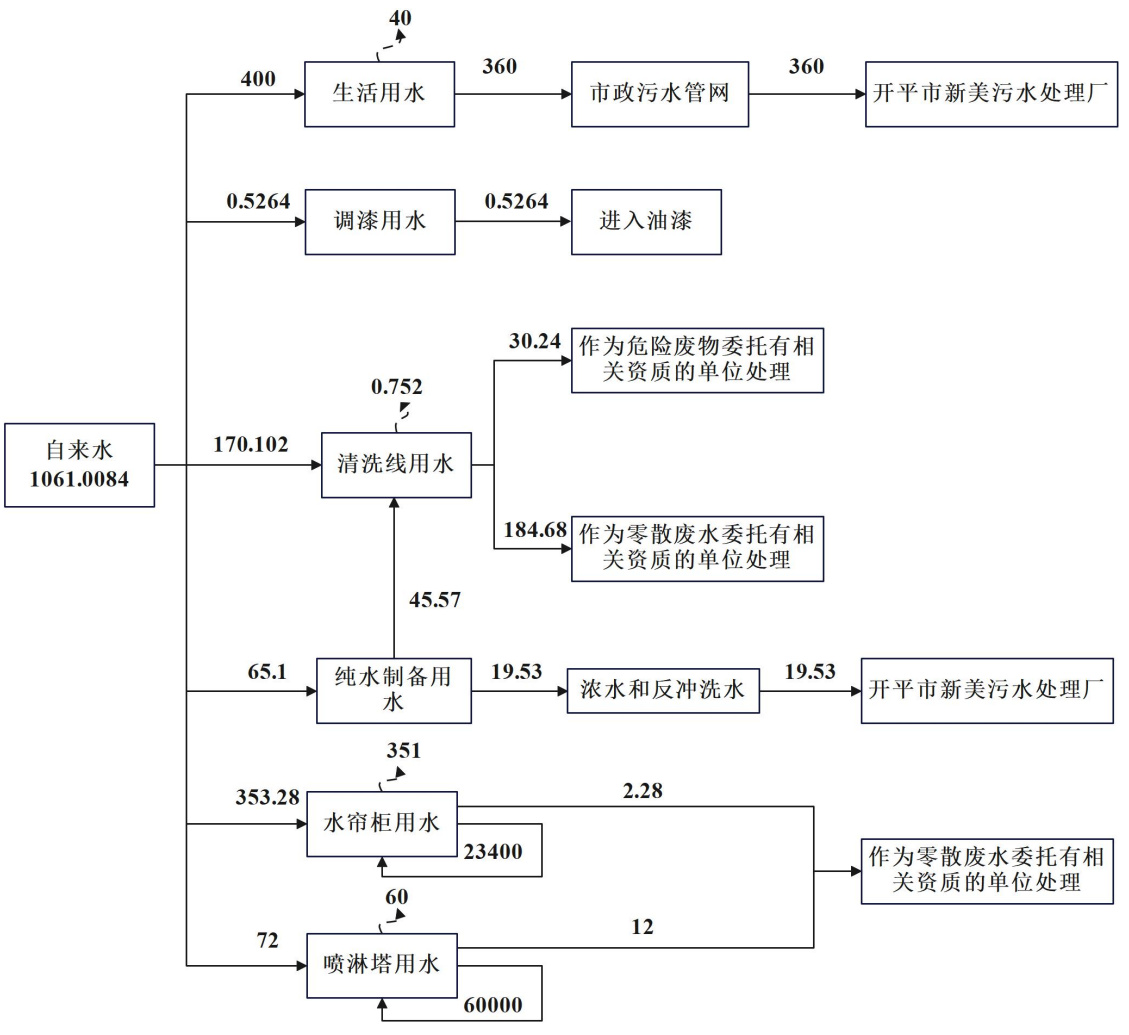 40
400
生活用水
360
市政污水管网
360
开平市新美污水处理厂
0.5264
调漆用水
0.5264
进入油漆
30.24
作为危险废物委托有相
关资质的单位处理
0.752
自来水
1061.0084
170.102
清洗线用水
184.68
作为零散废水委托有相
关资质的单位处理
45.57
65.1
纯水制备用
水
19.53
浓水和反冲洗水
19.53
开平市新美污水处理厂
351
353.28
水帘柜用水
2.28
23400
作为零散废水委托有相
关资质的单位处理
60
72
喷淋塔用水
12
60000